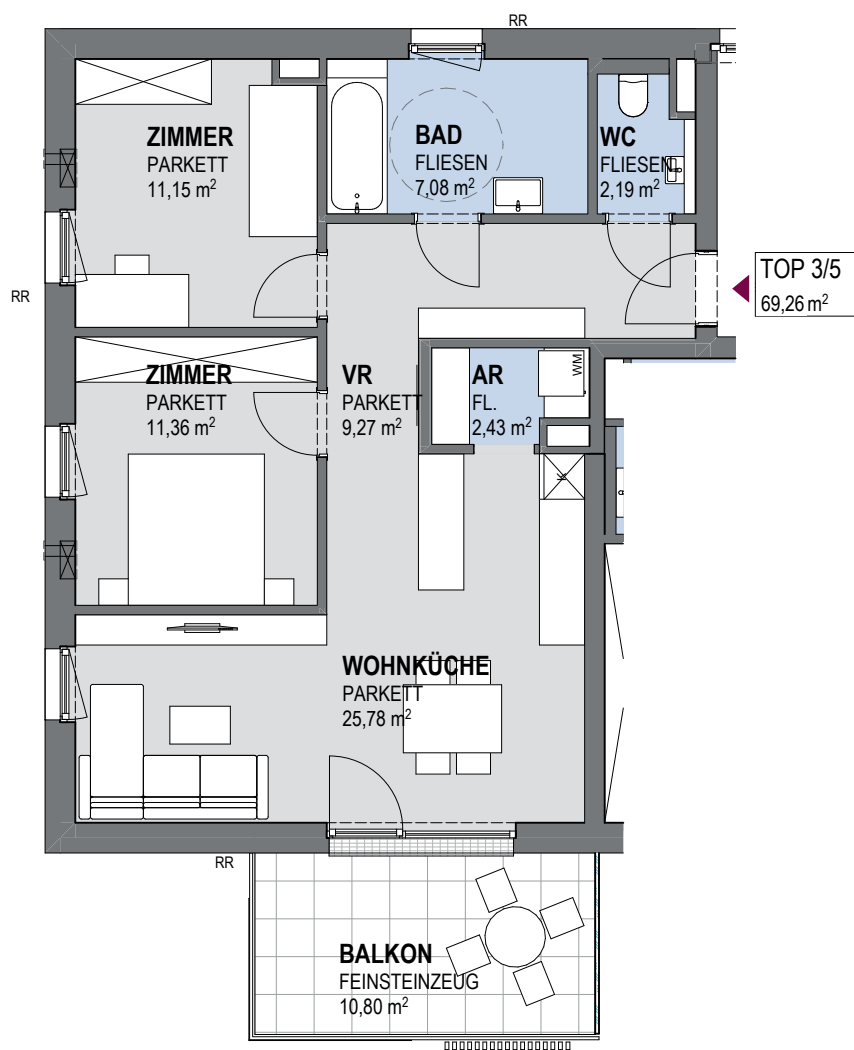 RR
ZIMMER
PARKETT
11,15 m²
BAD
FLIESEN
7,08 m²
WC
FLIESEN
2,19 m²
TOP 3/5
69,26 m²
RR
ZIMMER
PARKETT
11,36 m²
VR
PARKETT
9,27 m²
AR
FL.
2,43 m²
WM
K
WOHNKÜCHE
PARKETT
25,78 m²
RR
BALKON
FEINSTEINZEUG
10,80 m²